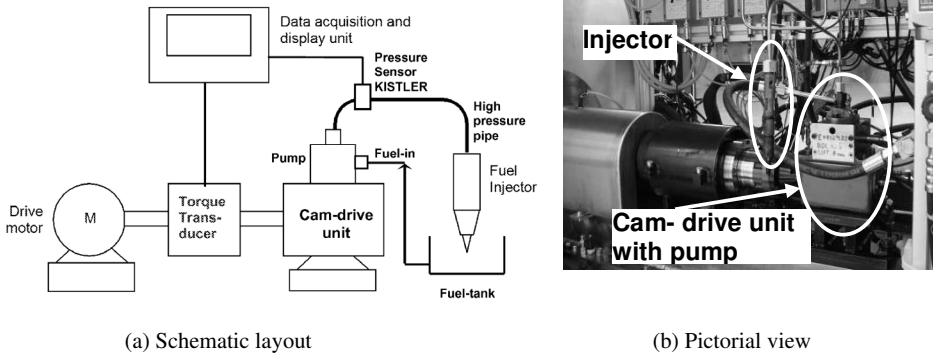 Data acquisition and
display unit
Pressure
Sensor
KISTLER
High
pressure
pipe
Pump
Fuel-in
Fuel
Injector
Drive
motor
M
Torque
Trans-
ducer
Cam-drive
unit
Fuel-tank
(a) Schematic layout
Injector
Cam- drive unit
with pump
(b) Pictorial view